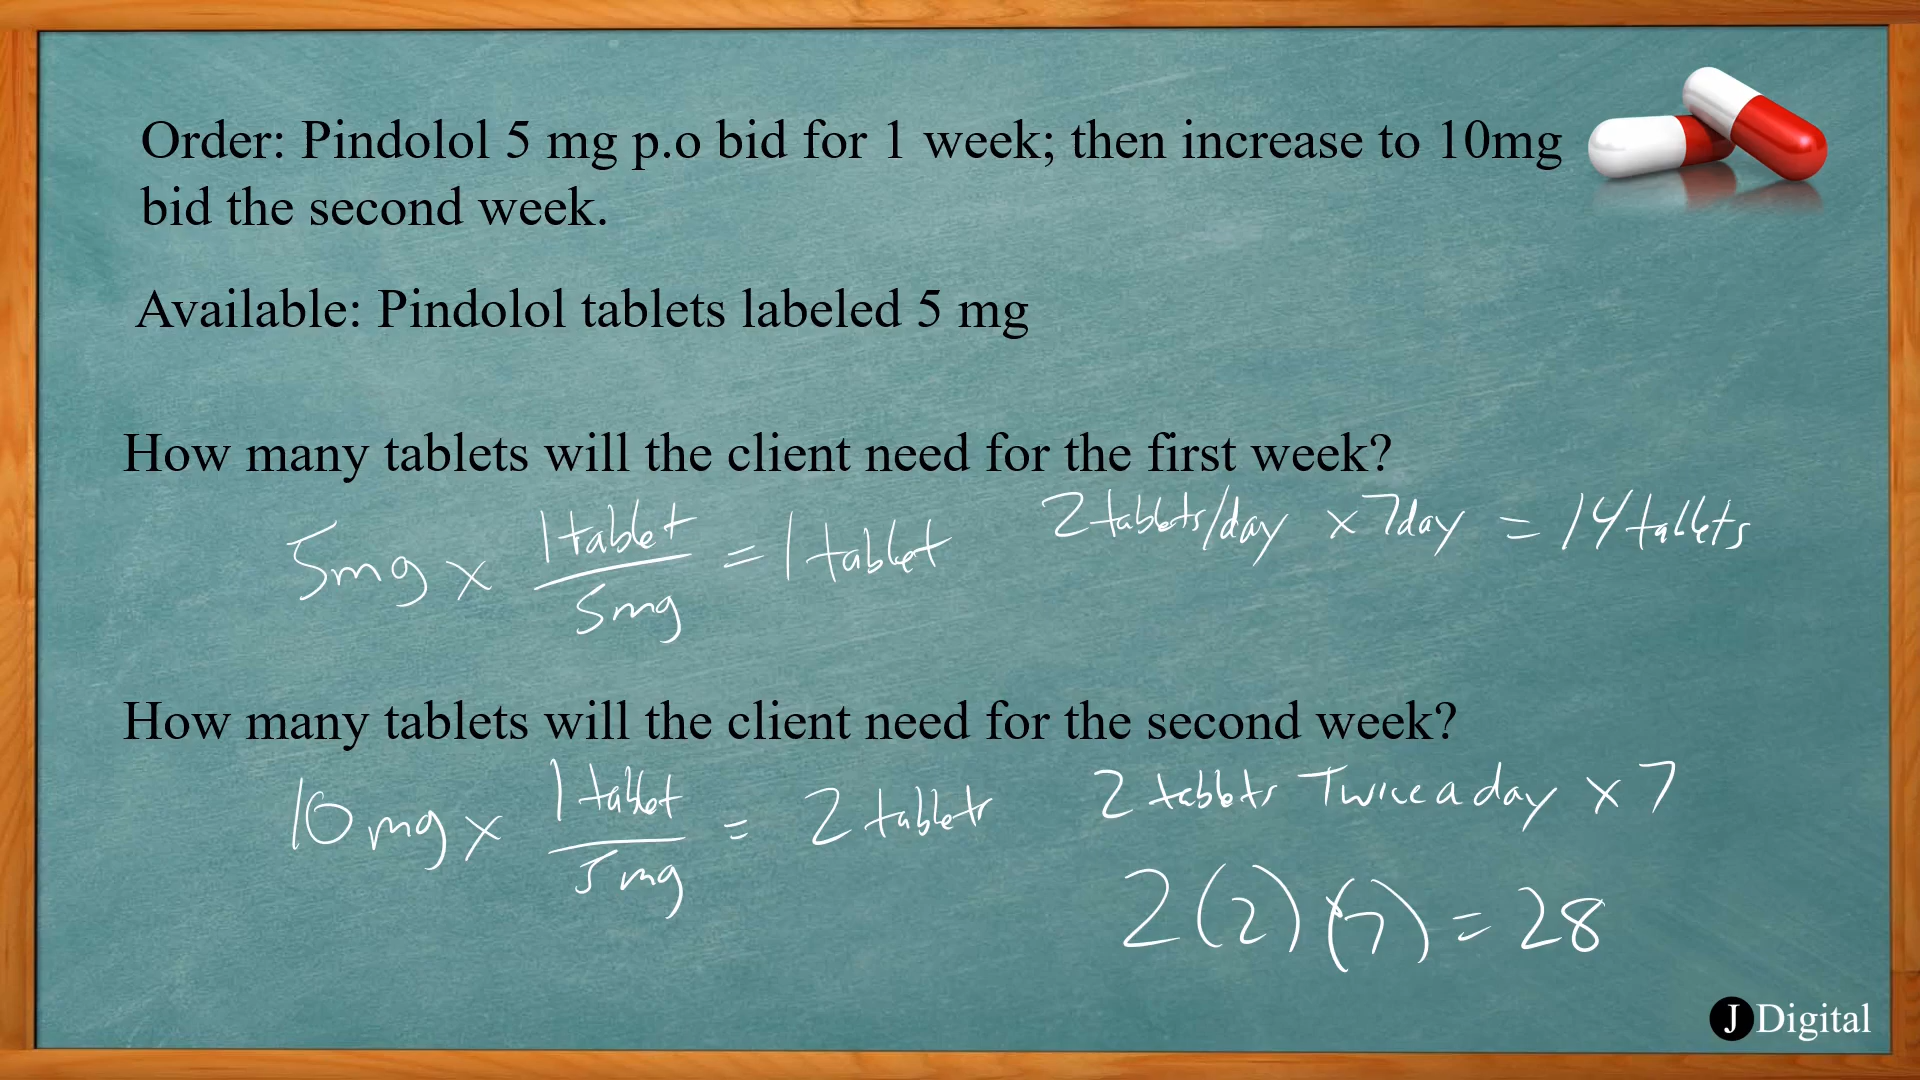 Order: Pindolol 5 mg p.o bid for 1 week; then increase to 10mg
bid the second week.
Available: Pindolol tablets labeled 5 mg
How many tablets will the client need for the first week?
5mg x 1 tablet / 5mg = 1 tablet
2 tablets/day x 7day = 14 tablets
How many tablets will the client need for the second week?
10mg x 1 tablet / 5mg = 2 tablets
2 tablets Twice a day x 7
2(2)(7) = 28
J Digital